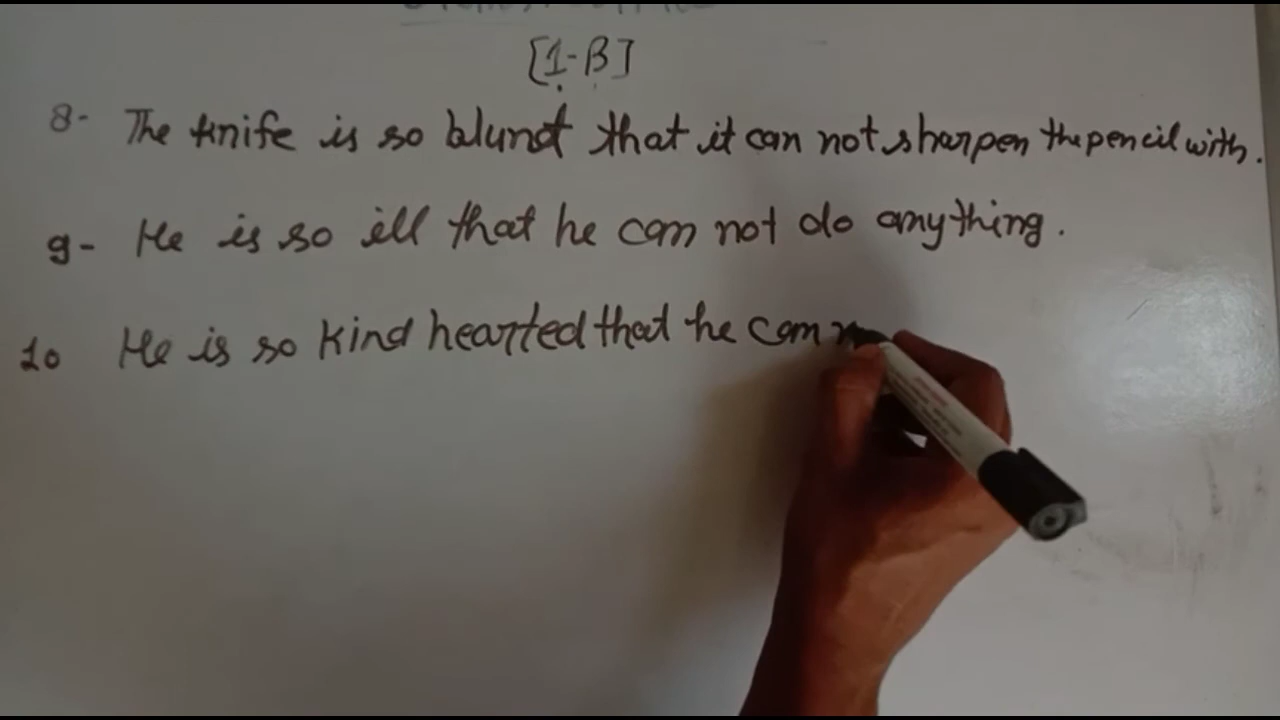 [1-B]
8- The knife is so blunt that it can not sharpen the pencil with.
9- He is so ill that he can not do anything.
10 He is so kind hearted that he can n